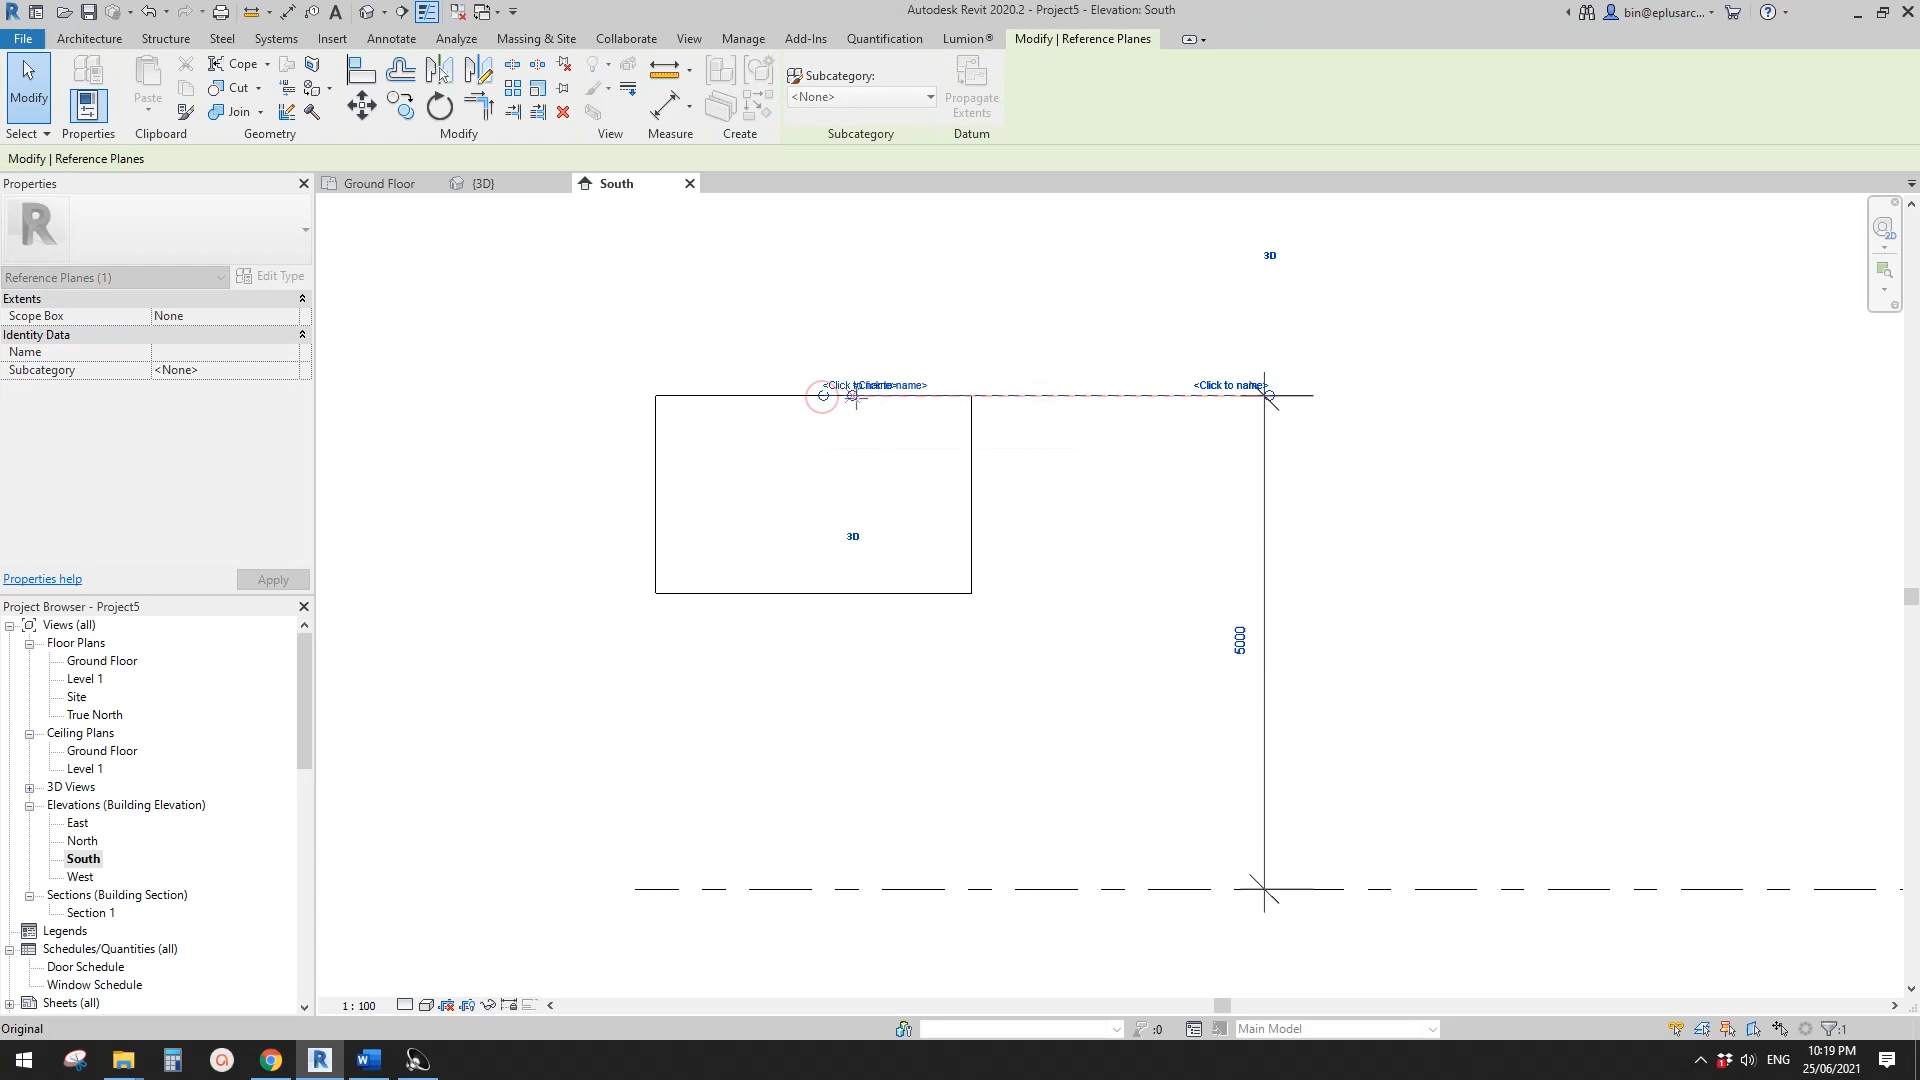 Autodesk Revit 2020.2 - Project5 - Elevation: South
bin@eplusarc...
File Architecture Structure Steel Systems Insert Annotate Analyze Massing & Site Collaborate View Manage Add-Ins Quantification Lumion® Modify | Reference Planes
Modify
Paste
Cope
Cut
Join
Subcategory:
<None>
Propagate
Extents
Select Properties Clipboard Geometry Modify View Measure Create Subcategory Datum
Modify | Reference Planes
Properties
Ground Floor {3D} South
Reference Planes (1) Edit Type
Extents
Scope Box None
Identity Data
Name
Subcategory <None>
Properties help Apply
Project Browser - Project5
Views (all)
Floor Plans
Ground Floor
Level 1
Site
True North
Ceiling Plans
Ground Floor
Level 1
3D Views
Elevations (Building Elevation)
East
North
South
West
Sections (Building Section)
Section 1
Legends
Schedules/Quantities (all)
Door Schedule
Window Schedule
Sheets (all)
2D
3D
<Click to name>
3D
5000
1 : 100
Original
:0
Main Model
:1
ENG
10:19 PM
25/06/2021